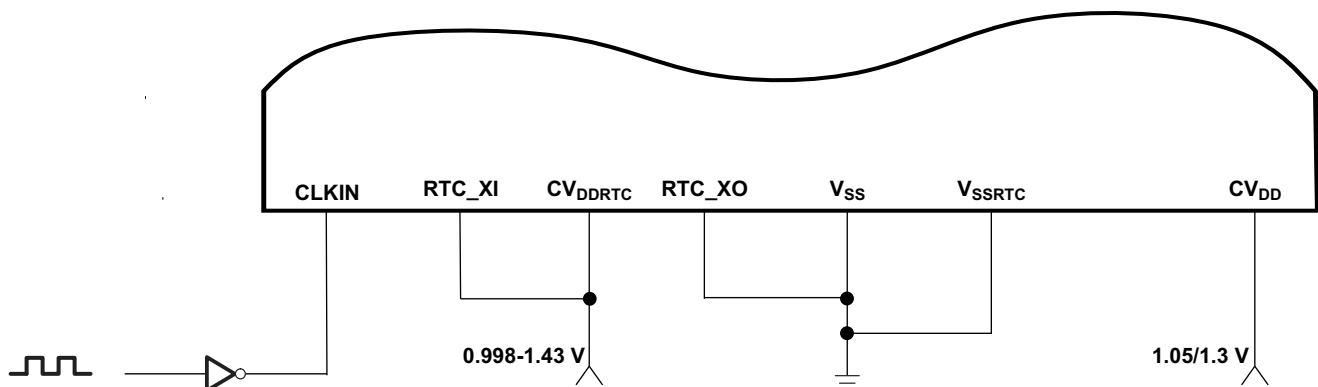 CLKIN RTC_XI CVDDRTC RTC_XO VSS VSSRTC CVDD
0.998-1.43 V 1.05/1.3 V